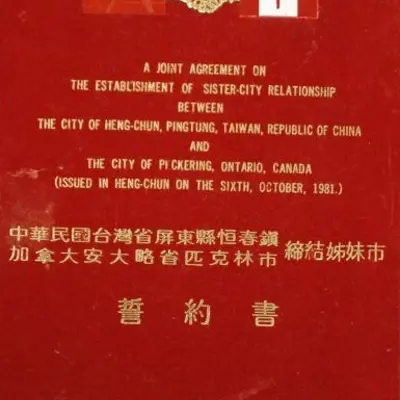 A JOINT AGREEMENT ON
THE ESTABLISHMENT OF SISTER-CITY RELATIONSHIP
BETWEEN
THE CITY OF HENG-CHUN, PINGTUNG, TAIWAN, REPUBLIC OF CHINA
AND
THE CITY OF PICKERING, ONTARIO, CANADA
(ISSUED IN HENG-CHUN ON THE SIXTH, OCTOBER, 1981.)
中華民國台灣省屏東縣恒春鎮
加拿大安大略省匹克林市 締結姊妹市
誓約書